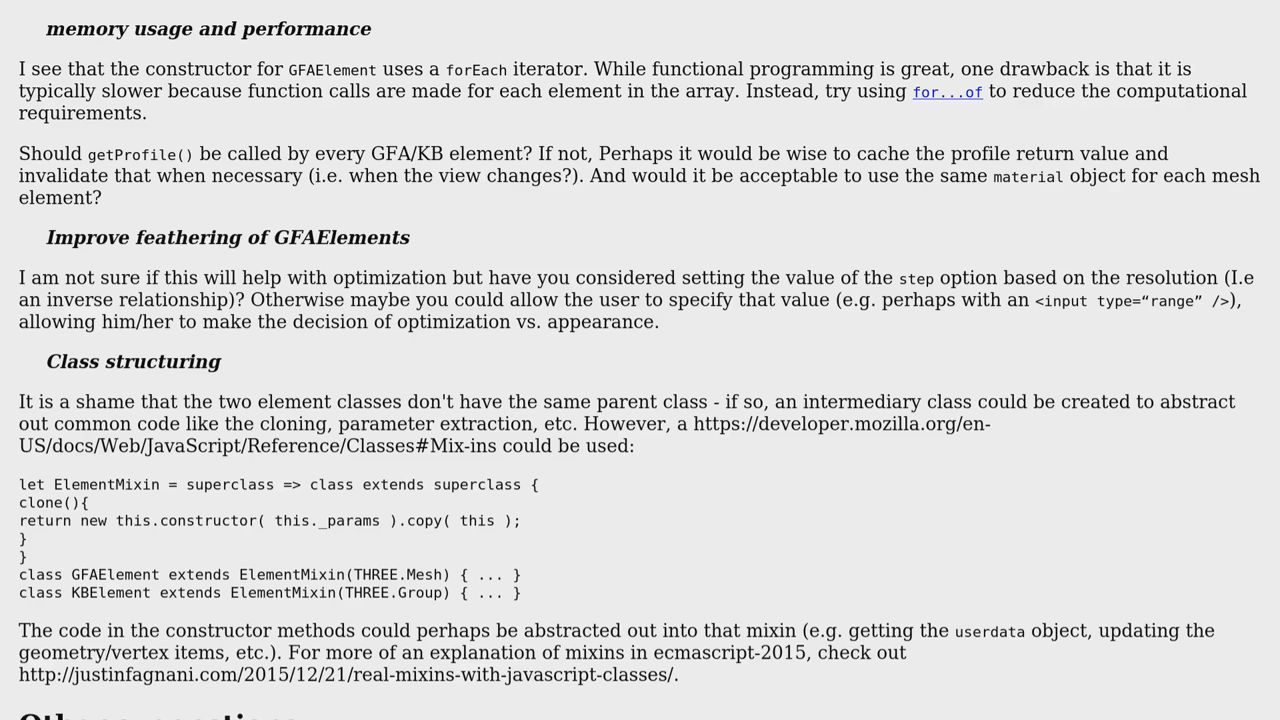 memory usage and performance
I see that the constructor for GFAElement uses a forEach iterator. While functional programming is great, one drawback is that it is
typically slower because function calls are made for each element in the array. Instead, try using for...of to reduce the computational
requirements.
Should getProfile() be called by every GFA/KB element? If not, Perhaps it would be wise to cache the profile return value and
invalidate that when necessary (i.e. when the view changes?). And would it be acceptable to use the same material object for each mesh
element?
Improve feathering of GFAElements
I am not sure if this will help with optimization but have you considered setting the value of the step option based on the resolution (I.e
an inverse relationship)? Otherwise maybe you could allow the user to specify that value (e.g. perhaps with an <input type=“range” />),
allowing him/her to make the decision of optimization vs. appearance.
Class structuring
It is a shame that the two element classes don't have the same parent class - if so, an intermediary class could be created to abstract
out common code like the cloning, parameter extraction, etc. However, a https://developer.mozilla.org/en-
US/docs/Web/JavaScript/Reference/Classes#Mix-ins could be used:
let ElementMixin = superclass => class extends superclass {
clone(){
return new this.constructor( this._params ).copy( this );
}
}
class GFAElement extends ElementMixin(THREE.Mesh) { ... }
class KBElement extends ElementMixin(THREE.Group) { ... }
The code in the constructor methods could perhaps be abstracted out into that mixin (e.g. getting the userdata object, updating the
geometry/vertex items, etc.). For more of an explanation of mixins in ecmascript-2015, check out
http://justinfagnani.com/2015/12/21/real-mixins-with-javascript-classes/.